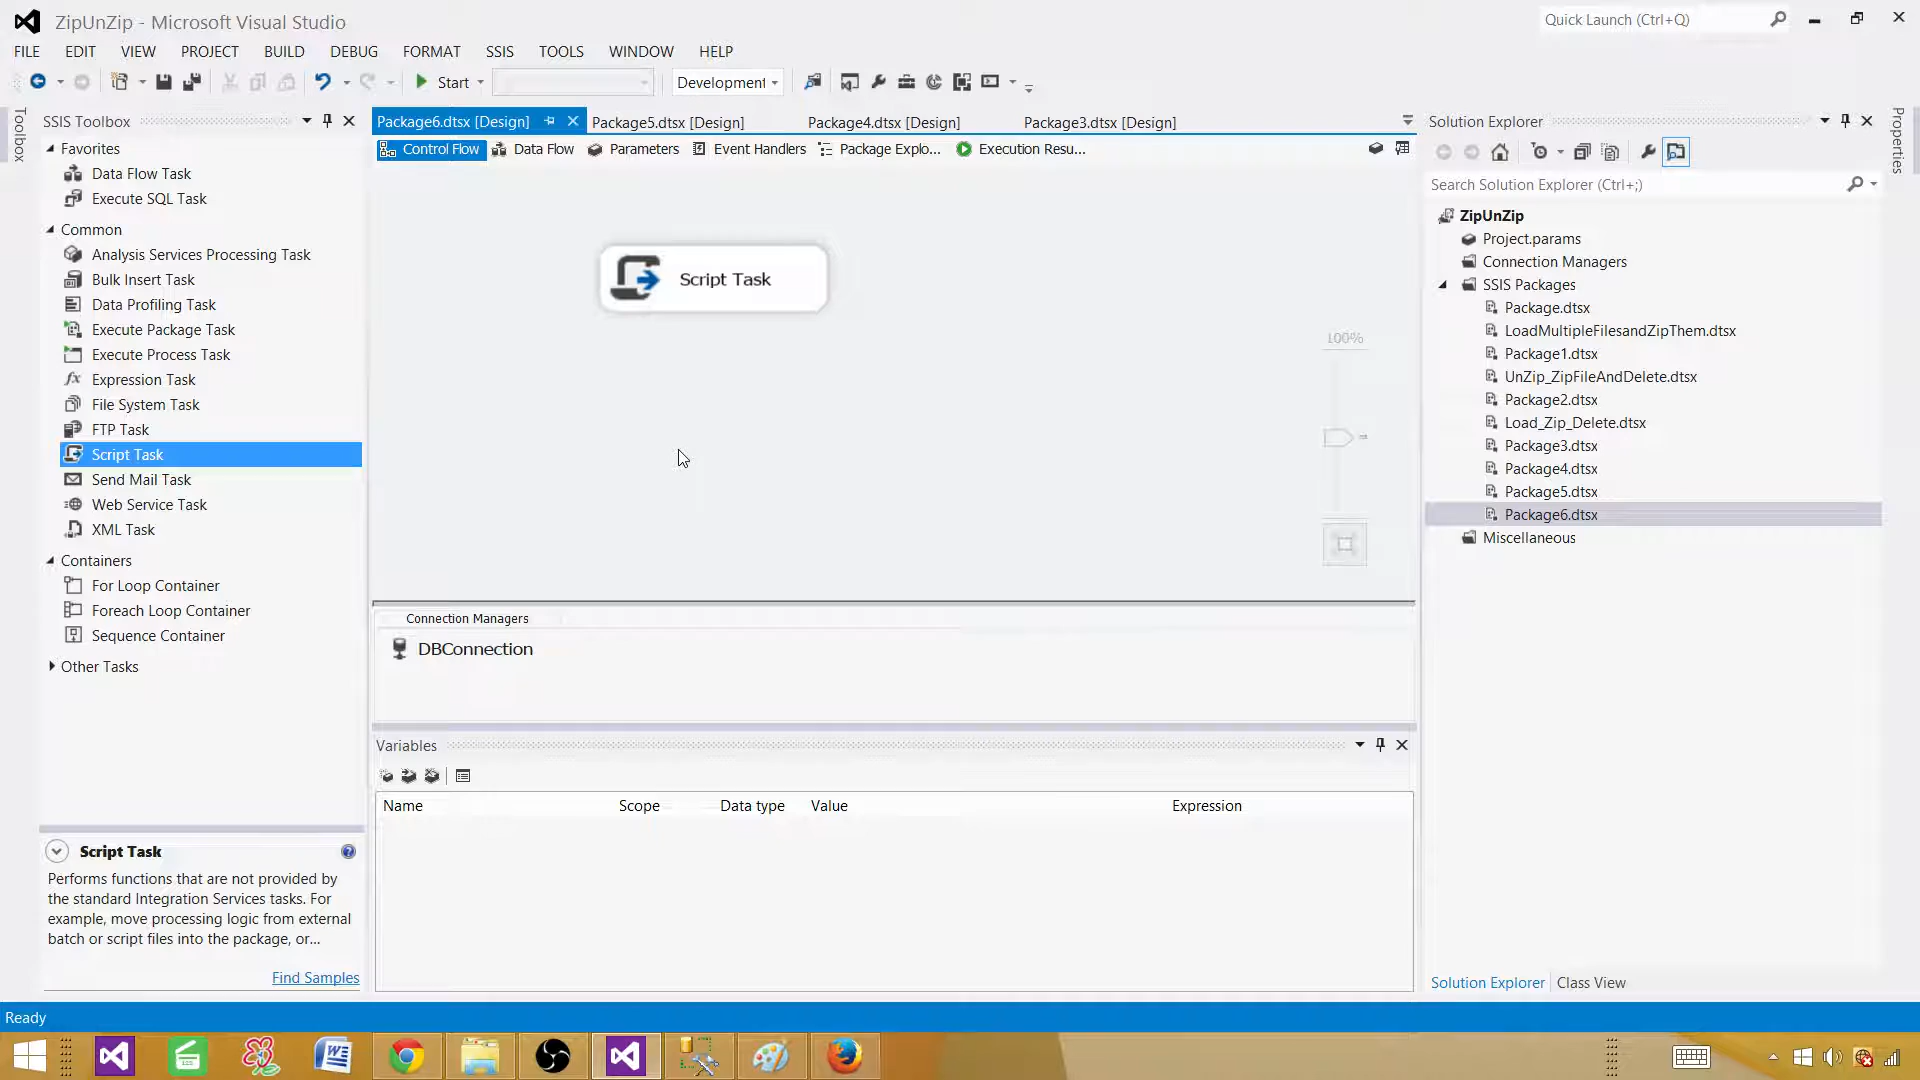 ZipUnZip - Microsoft Visual Studio
Quick Launch (Ctrl+Q)
FILE EDIT VIEW PROJECT BUILD DEBUG FORMAT SSIS TOOLS WINDOW HELP
Start
Development
Toolbox
SSIS Toolbox
Favorites
Data Flow Task
Execute SQL Task
Common
Analysis Services Processing Task
Bulk Insert Task
Data Profiling Task
Execute Package Task
Execute Process Task
Expression Task
File System Task
FTP Task
Script Task
Send Mail Task
Web Service Task
XML Task
Containers
For Loop Container
Foreach Loop Container
Sequence Container
Other Tasks
Script Task
Performs functions that are not provided by
the standard Integration Services tasks. For
example, move processing logic from external
batch or script files into the package, or...
Find Samples
Package6.dtsx [Design] Package5.dtsx [Design] Package4.dtsx [Design] Package3.dtsx [Design]
Control Flow Data Flow Parameters Event Handlers Package Explo... Execution Resu...
Script Task
100%
Connection Managers
DBConnection
Variables
Name Scope Data type Value Expression
Solution Explorer
Search Solution Explorer (Ctrl+;)
ZipUnZip
Project.params
Connection Managers
SSIS Packages
Package.dtsx
LoadMultipleFilesandZipThem.dtsx
Package1.dtsx
UnZip_ZipFileAndDelete.dtsx
Package2.dtsx
Load_Zip_Delete.dtsx
Package3.dtsx
Package4.dtsx
Package5.dtsx
Package6.dtsx
Miscellaneous
Solution Explorer Class View
Properties
Ready